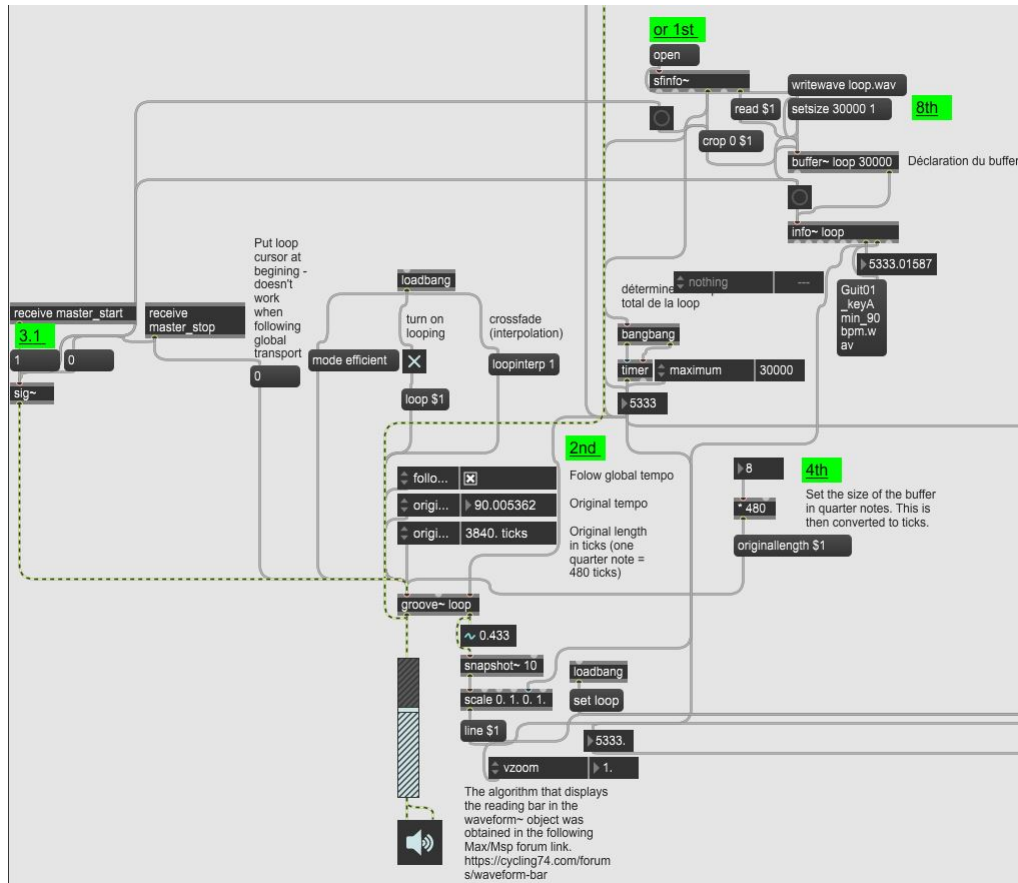 or 1st
open
sfinfo~
writewave loop.wav
read $1
setsize 30000 1
8th
crop 0 $1
buffer~ loop 30000
Déclaration du buffer
info~ loop
5333.01587
Guit01
_keyA
min_90
bpm.w
av
Put loop
cursor at
begining -
doesn't
work
when
following
global
transport
0
loadbang
receive master_start
receive
master_stop
3.1
1
0
sig~
turn on
looping
crossfade
(interpolation)
mode efficient
loopinterp 1
loop $1
détermine
nothing
---
total de la loop
bangbang
timer
maximum
30000
5333
2nd
follo...
Folow global tempo
origi...
90.005362
Original tempo
origi...
3840. ticks
Original length
in ticks (one
quarter note =
480 ticks)
8
4th
* 480
Set the size of the buffer
in quarter notes. This is
then converted to ticks.
originallength $1
groove~ loop
0.433
snapshot~ 10
loadbang
scale 0. 1. 0. 1.
set loop
line $1
5333.
vzoom
1.
The algorithm that displays
the reading bar in the
waveform~ object was
obtained in the following
Max/Msp forum link.
https://cycling74.com/forum
s/waveform-bar